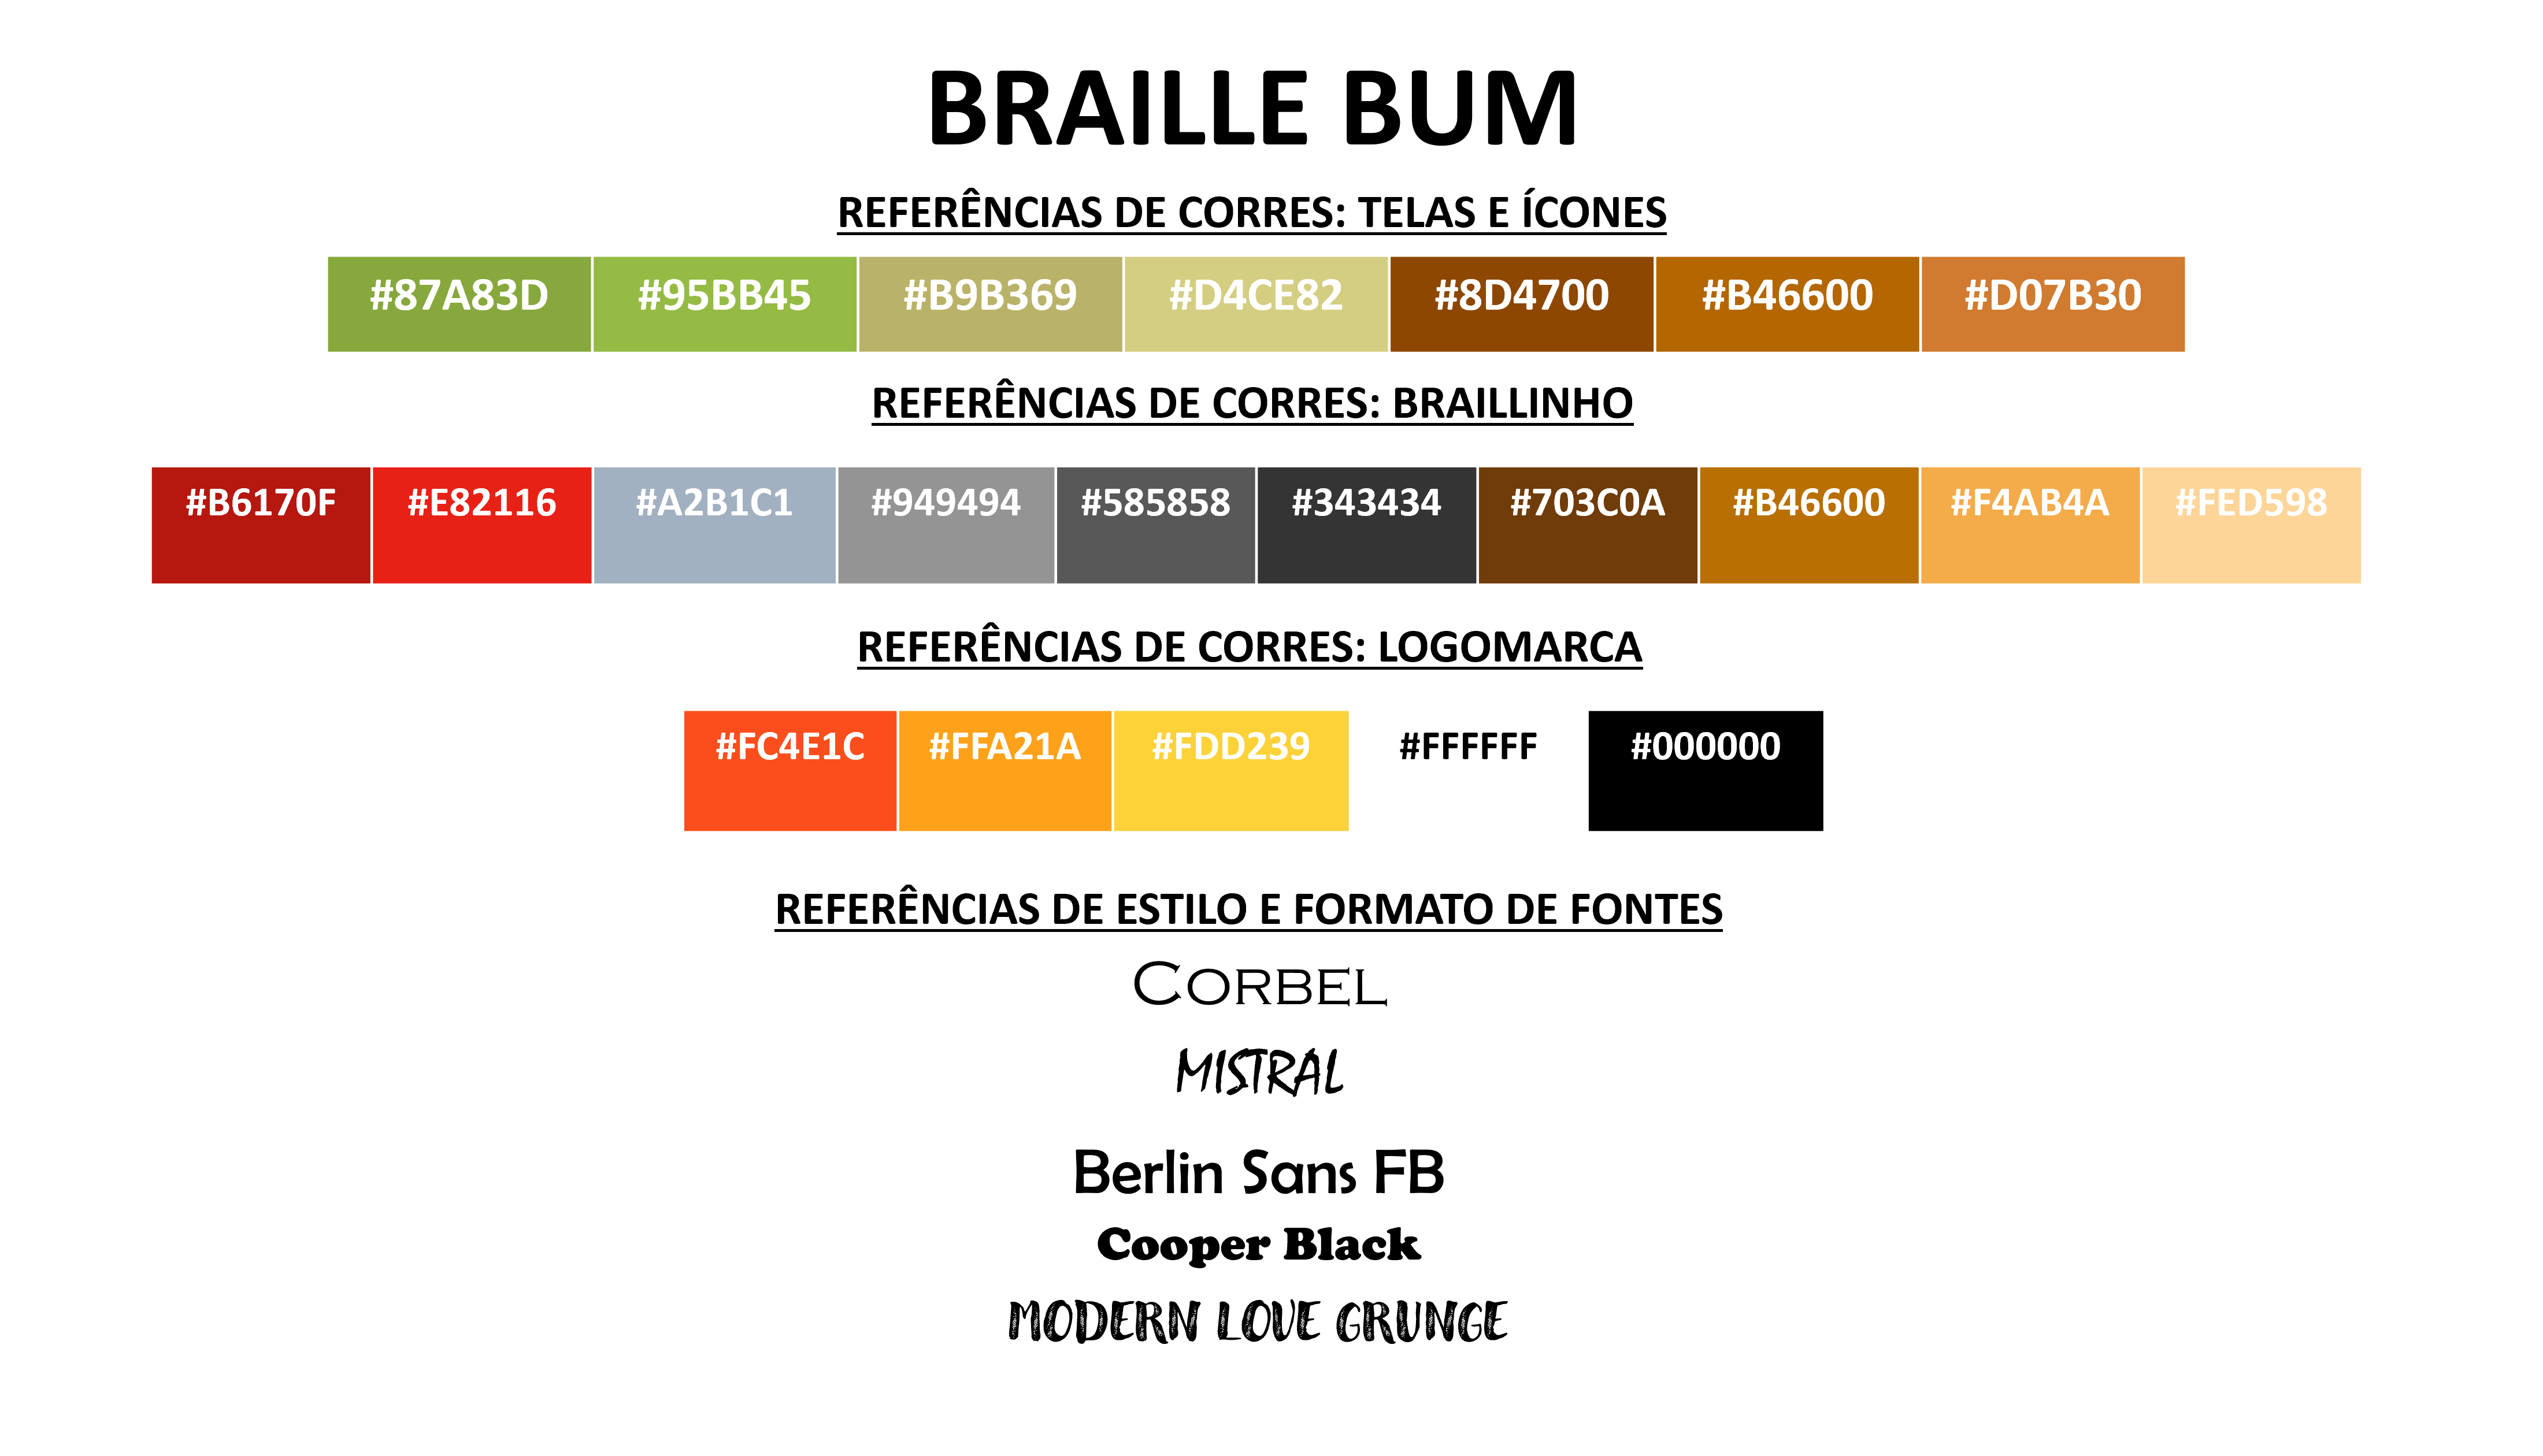 BRAILLE BUM
REFERÊNCIAS DE CORRES: TELAS E ÍCONES
#87A83D #95BB45 #B9B369 #D4CE82 #8D4700 #B46600 #D07B30
REFERÊNCIAS DE CORRES: BRAILLINHO
#B6170F #E82116 #A2B1C1 #949494 #585858 #343434 #703C0A #B46600 #F4AB4A #FED598
REFERÊNCIAS DE CORRES: LOGOMARCA
#FC4E1C #FFA21A #FDD239 #FFFFFF #000000
REFERÊNCIAS DE ESTILO E FORMATO DE FONTES
CORBEL
MISTRAL
Berlin Sans FB
Cooper Black
MODERN LOVE GRUNGE